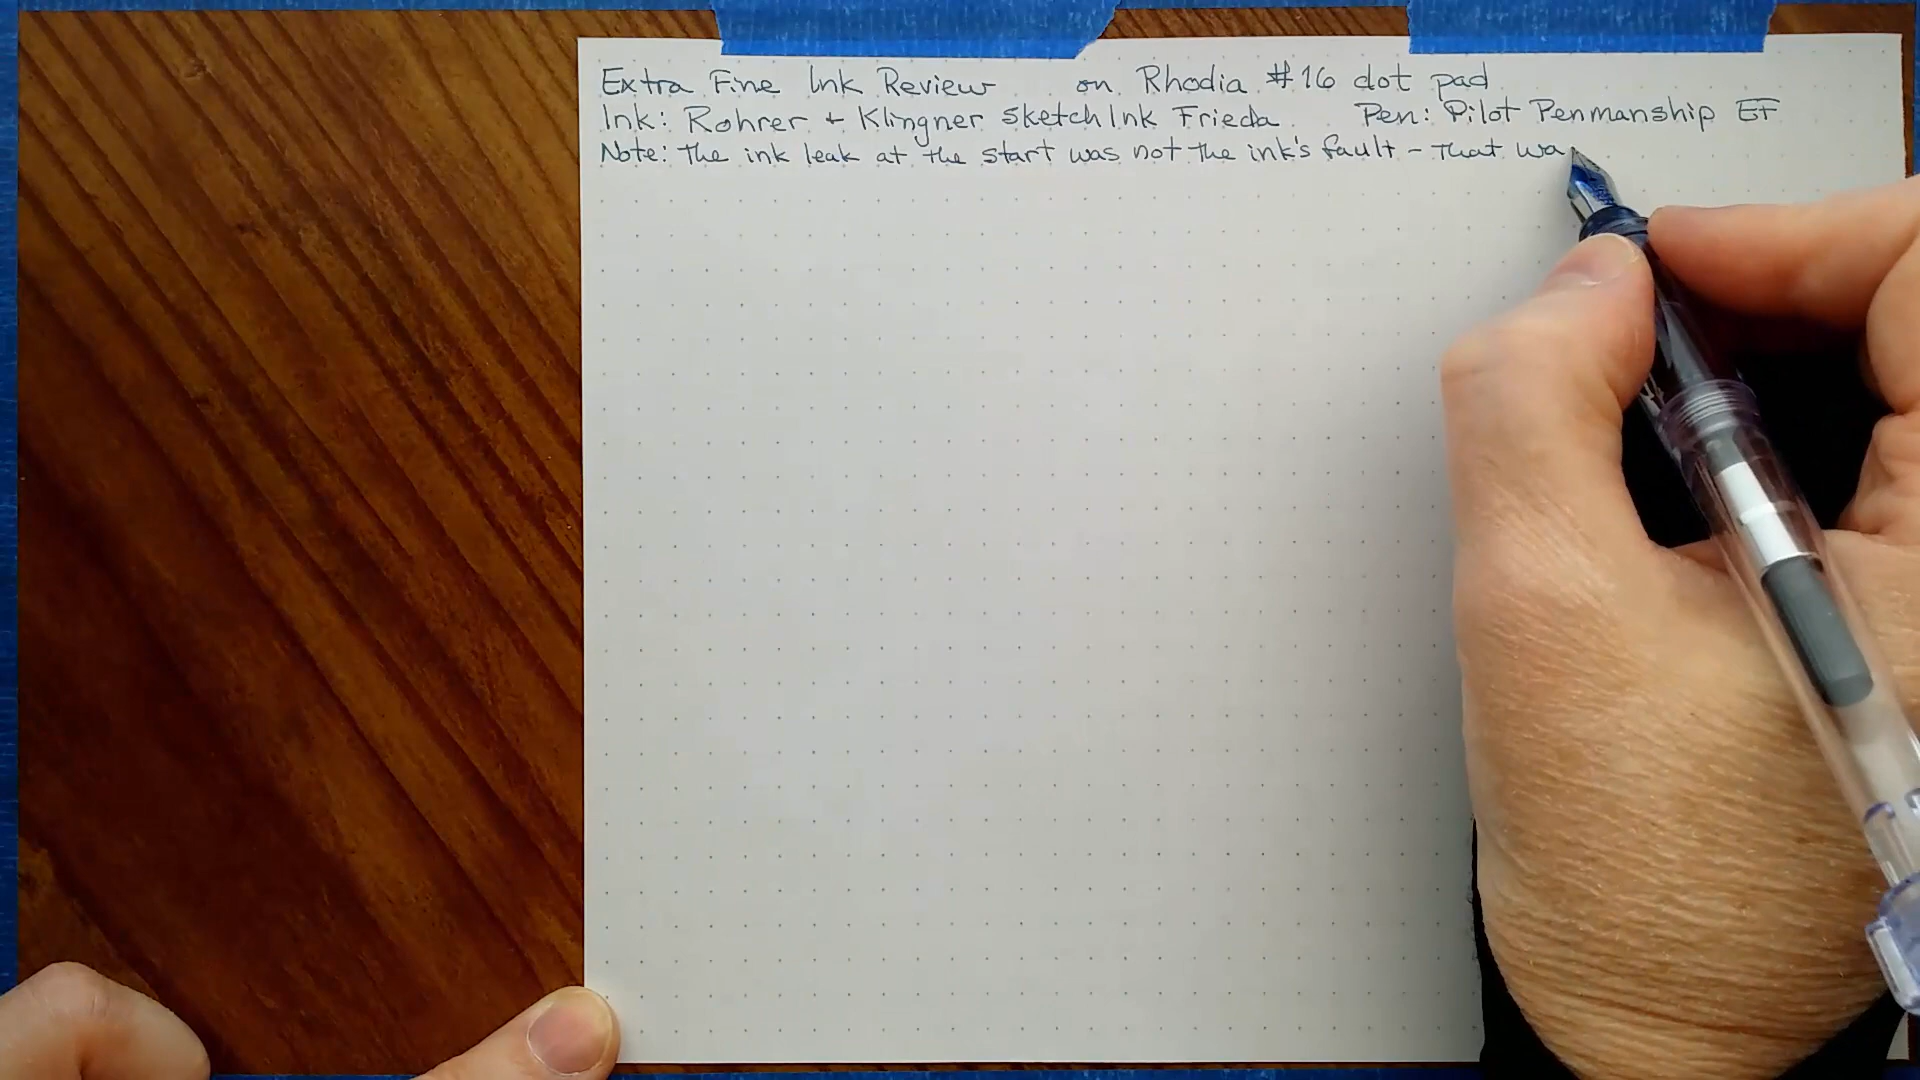 Extra Fine Ink Review on Rhodia #16 dot pad
Ink: Rohrer + Klingner SketchInk Frieda Pen: Pilot Penmanship EF
Note: The ink leak at the start was not the ink's fault - That wa